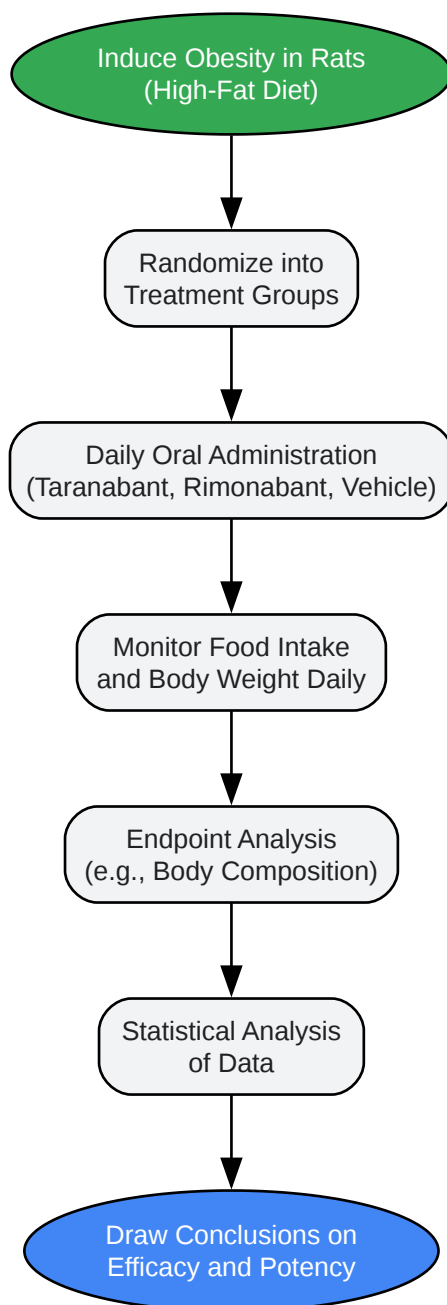 Induce Obesity in Rats
(High-Fat Diet)
Randomize into
Treatment Groups
Daily Oral Administration
(Taranabant, Rimonabant, Vehicle)
Monitor Food Intake
and Body Weight Daily
Endpoint Analysis
(e.g., Body Composition)
Statistical Analysis
of Data
Draw Conclusions on
Efficacy and Potency